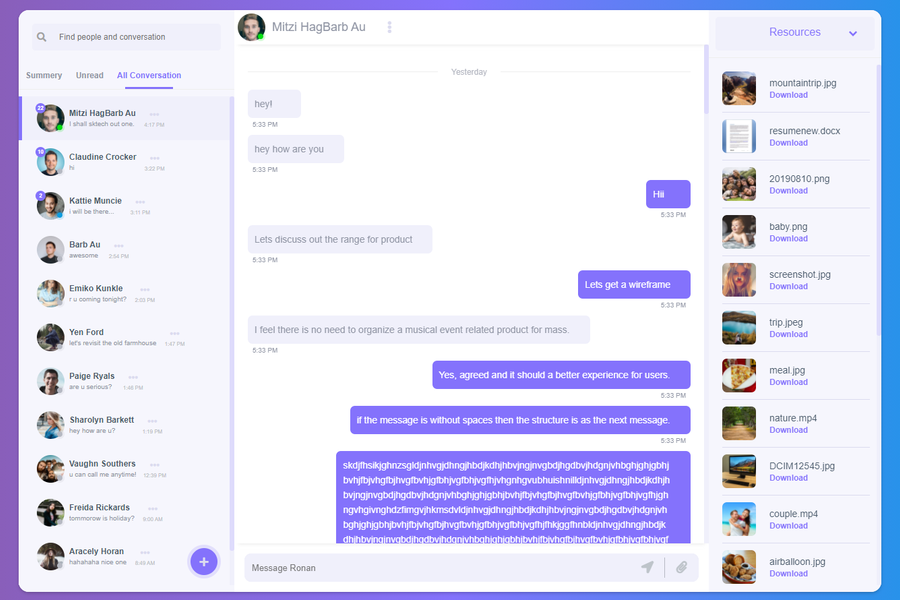 Find people and conversation
Summery
Unread
All Conversation
22
Mitzi HagBarb Au
I shall sktech out one.
4:17 PM
10
Claudine Crocker
hi
3:22 PM
2
Kattie Muncie
i will be there...
3:11 PM
Barb Au
awesome
2:54 PM
Emiko Kunkle
r u coming tonight?
2:03 PM
Yen Ford
let's revisit the old farmhouse
1:47 PM
Paige Ryals
are u serious?
1:46 PM
Sharolyn Barkett
hey how are u?
1:19 PM
Vaughn Southers
u can call me anytime!
12:39 PM
Freida Rickards
tommorow is holiday?
9:00 AM
Aracely Horan
hahahaha nice one
8:49 AM
+
Mitzi HagBarb Au
Yesterday
hey!
5:33 PM
hey how are you
5:33 PM
Hii
5:33 PM
Lets discuss out the range for product
5:33 PM
Lets get a wireframe
5:33 PM
I feel there is no need to organize a musical event related product for mass.
5:33 PM
Yes, agreed and it should a better experience for users.
5:33 PM
if the message is without spaces then the structure is as the next message.
5:33 PM
Message Ronan
Resources
mountaintrip.jpg
Download
resumenew.docx
Download
20190810.png
Download
baby.png
Download
screenshot.jpg
Download
trip.jpeg
Download
meal.jpg
Download
nature.mp4
Download
DCIM12545.jpg
Download
couple.mp4
Download
airballoon.jpg
Download